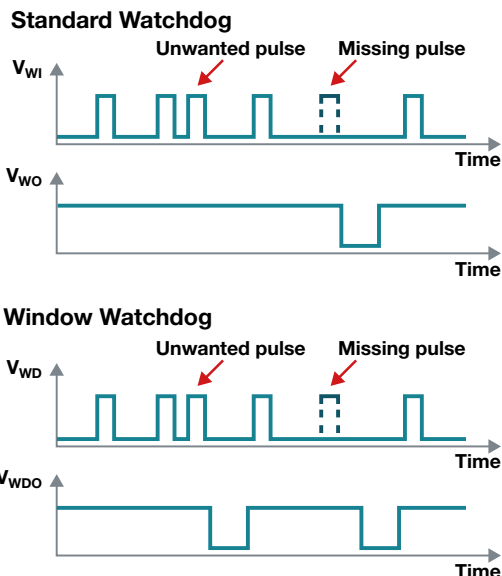 Standard Watchdog
Unwanted pulse Missing pulse
VWI
Time
VWO
Time
Window Watchdog
Unwanted pulse Missing pulse
VWD
Time
VWDO
Time